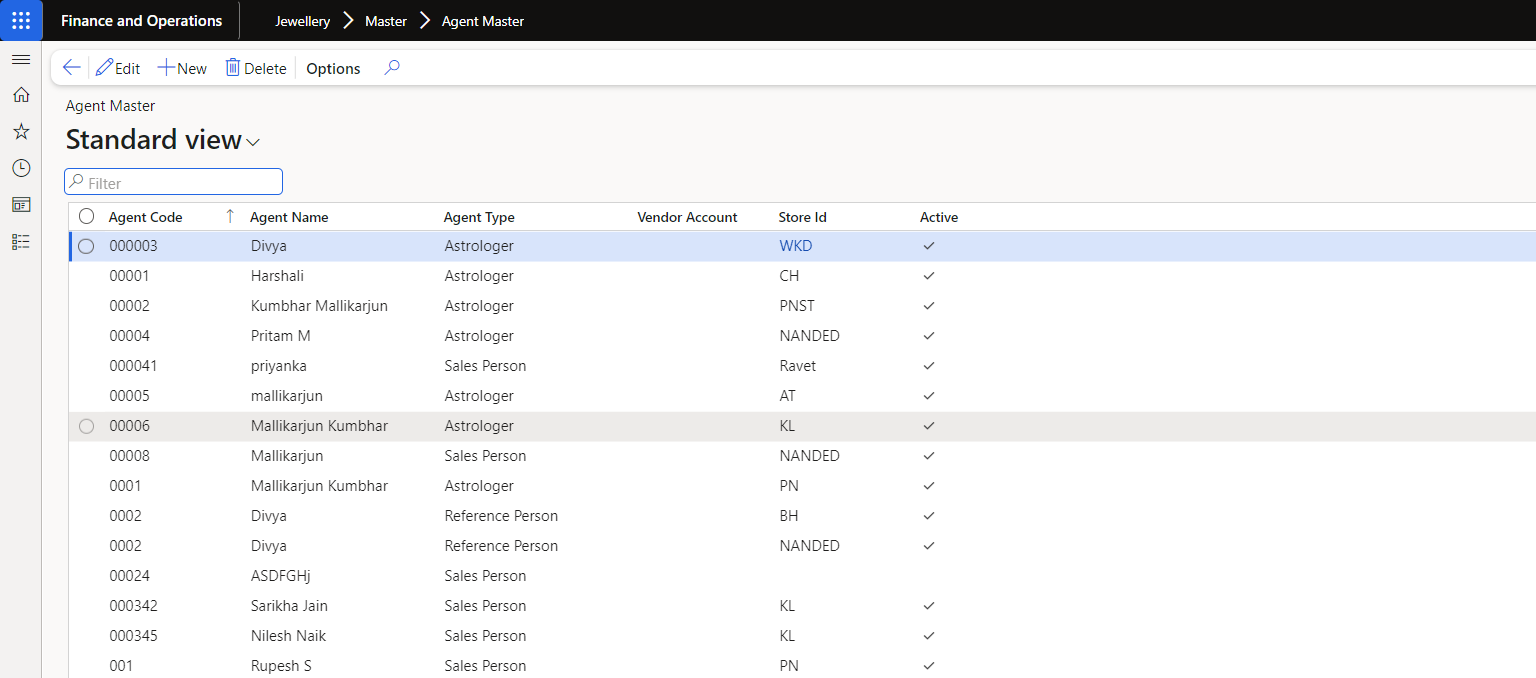 Finance and Operations Jewellery Master Agent Master
Edit New Delete Options
Agent Master
Standard view
Filter
Agent Code Agent Name Agent Type Vendor Account Store Id Active
000003 Divya Astrologer WKD
00001 Harshali Astrologer CH
00002 Kumbhar Mallikarjun Astrologer PNST
00004 Pritam M Astrologer NANDED
000041 priyanka Sales Person Ravet
00005 mallikarjun Astrologer AT
00006 Mallikarjun Kumbhar Astrologer KL
00008 Mallikarjun Sales Person NANDED
0001 Mallikarjun Kumbhar Astrologer PN
0002 Divya Reference Person BH
0002 Divya Reference Person NANDED
00024 ASDFGHj Sales Person
000342 Sarikha Jain Sales Person KL
000345 Nilesh Naik Sales Person KL
001 Rupesh S Sales Person PN